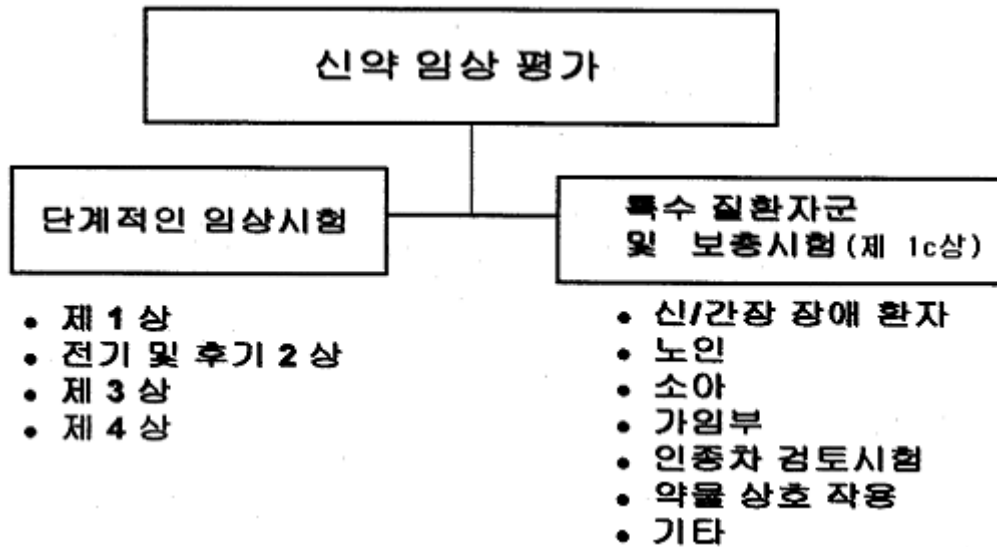 신약 임상 평가
단계적인 임상시험
특수 질환자군
및 보충시험 (제 1c상)
• 제 1 상
• 전기 및 후기 2 상
• 제 3 상
• 제 4 상
• 신/간장 장애 환자
• 노인
• 소아
• 가임부
• 인종차 검토시험
• 약물 상호 작용
• 기타